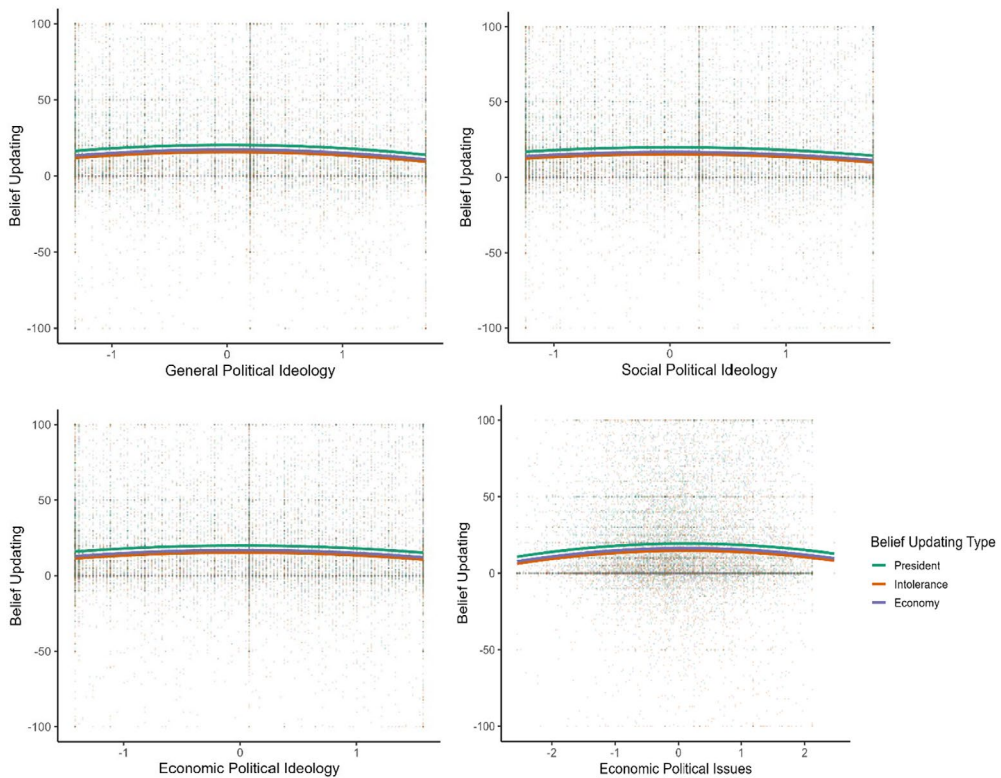 100
50
0
-50
-100
Belief Updating
-1
0
1
General Political Ideology
100
50
0
-50
-100
Belief Updating
-1
0
1
Social Political Ideology
100
50
0
-50
-100
Belief Updating
-1
0
1
Economic Political Ideology
100
50
0
-50
-100
Belief Updating
-2
-1
0
1
2
Economic Political Issues
Belief Updating Type
President
Intolerance
Economy